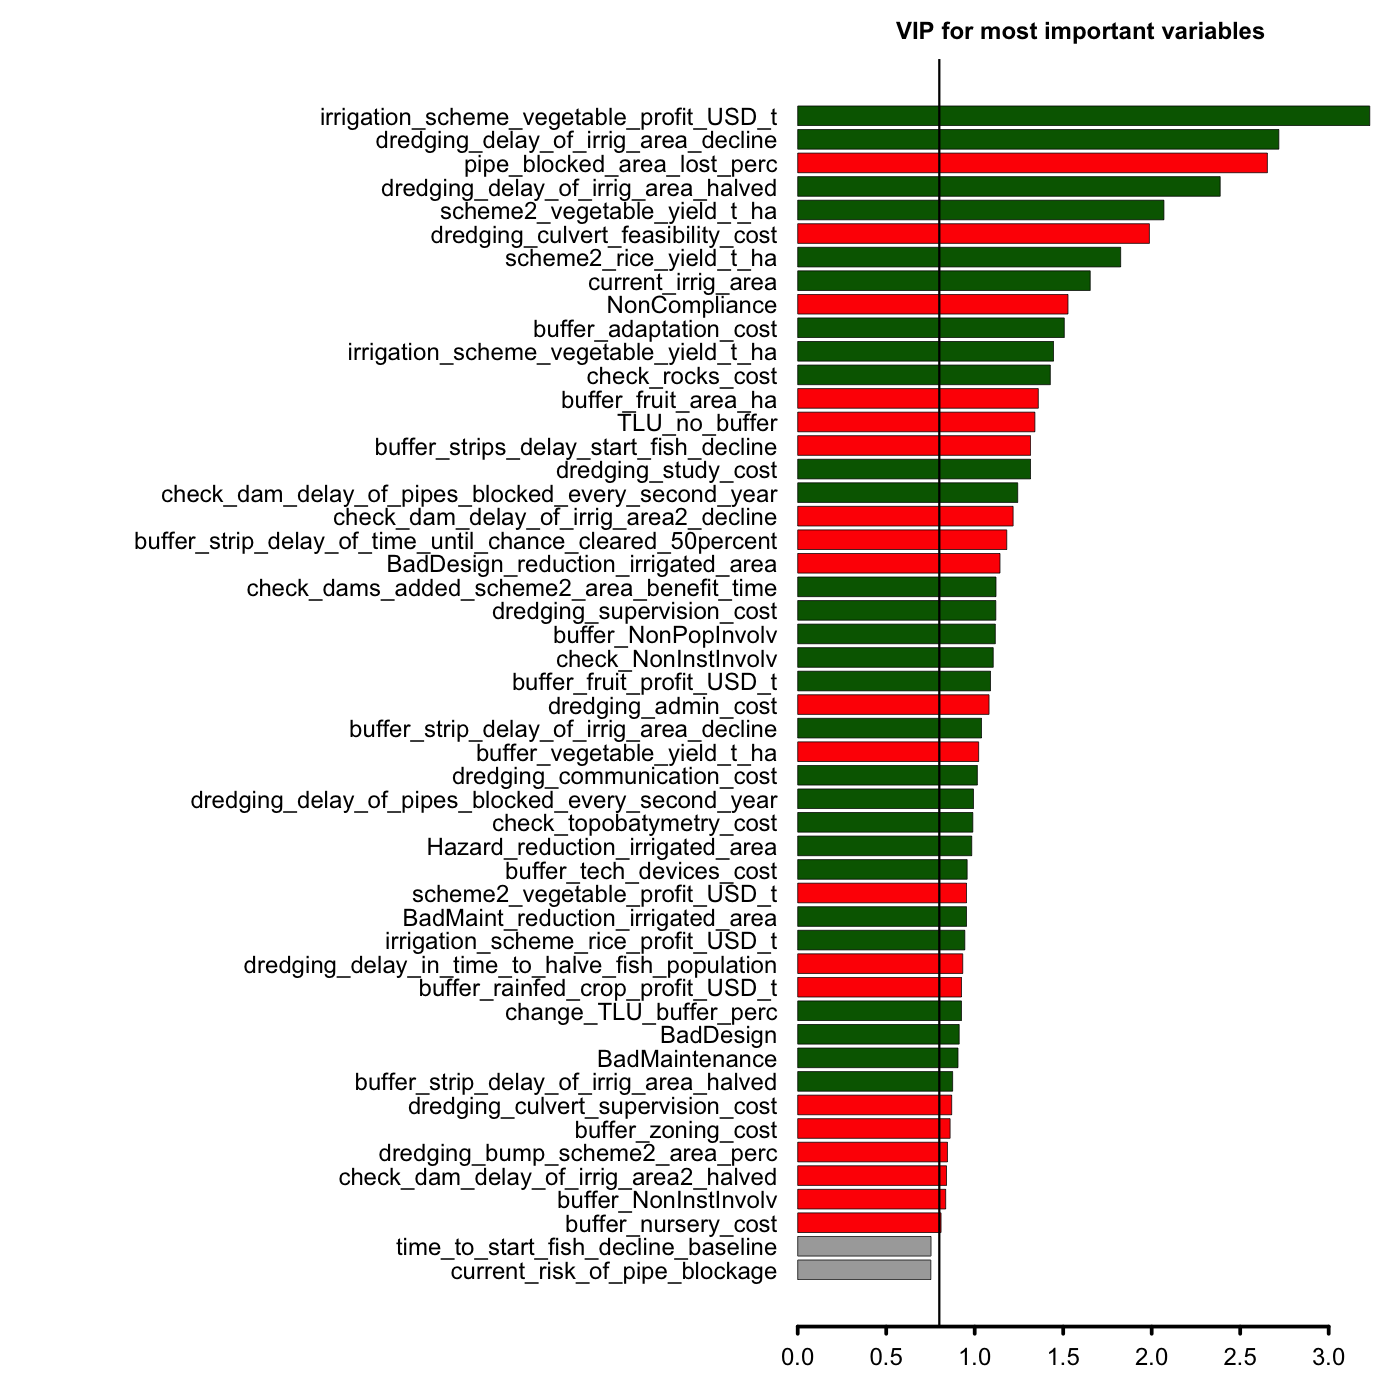 VIP for most important variables
irrigation_scheme_vegetable_profit_USD_t
dredging_delay_of_irrig_area_decline
pipe_blocked_area_lost_perc
dredging_delay_of_irrig_area_halved
scheme2_vegetable_yield_t_ha
dredging_culvert_feasibility_cost
scheme2_rice_yield_t_ha
current_irrig_area
NonCompliance
buffer_adaptation_cost
irrigation_scheme_vegetable_yield_t_ha
check_rocks_cost
buffer_fruit_area_ha
TLU_no_buffer
buffer_strips_delay_start_fish_decline
dredging_study_cost
check_dam_delay_of_pipes_blocked_every_second_year
check_dam_delay_of_irrig_area2_decline
buffer_strip_delay_of_time_until_chance_cleared_50percent
BadDesign_reduction_irrigated_area
check_dams_added_scheme2_area_benefit_time
dredging_supervision_cost
buffer_NonPopInvolv
check_NonInstInvolv
buffer_fruit_profit_USD_t
dredging_admin_cost
buffer_strip_delay_of_irrig_area_decline
buffer_vegetable_yield_t_ha
dredging_communication_cost
dredging_delay_of_pipes_blocked_every_second_year
check_topobatymetry_cost
Hazard_reduction_irrigated_area
buffer_tech_devices_cost
scheme2_vegetable_profit_USD_t
BadMaint_reduction_irrigated_area
irrigation_scheme_rice_profit_USD_t
dredging_delay_in_time_to_halve_fish_population
buffer_rainfed_crop_profit_USD_t
change_TLU_buffer_perc
BadDesign
BadMaintenance
buffer_strip_delay_of_irrig_area_halved
dredging_culvert_supervision_cost
buffer_zoning_cost
dredging_bump_scheme2_area_perc
check_dam_delay_of_irrig_area2_halved
buffer_NonInstInvolv
buffer_nursery_cost
time_to_start_fish_decline_baseline
current_risk_of_pipe_blockage
0.0 0.5 1.0 1.5 2.0 2.5 3.0